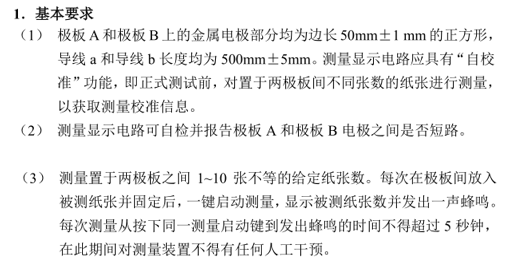 1．基本要求
（1） 极板 A 和极板 B 上的金属电极部分均为边长 50mm±1 mm 的正方形，
导线 a 和导线 b 长度均为 500mm±5mm。测量显示电路应具有“自校
准”功能，即正式测试前，对置于两极板间不同张数的纸张进行测量，
以获取测量校准信息。
（2） 测量显示电路可自检并报告极板 A 和极板 B 电极之间是否短路。
（3） 测量置于两极板之间 1~10 张不等的给定纸张数。每次在极板间放入
被测纸张并固定后，一键启动测量，显示被测纸张数并发出一声蜂鸣。
每次测量从按下同一测量启动键到发出蜂鸣的时间不得超过 5 秒钟，
在此期间对测量装置不得有任何人工干预。